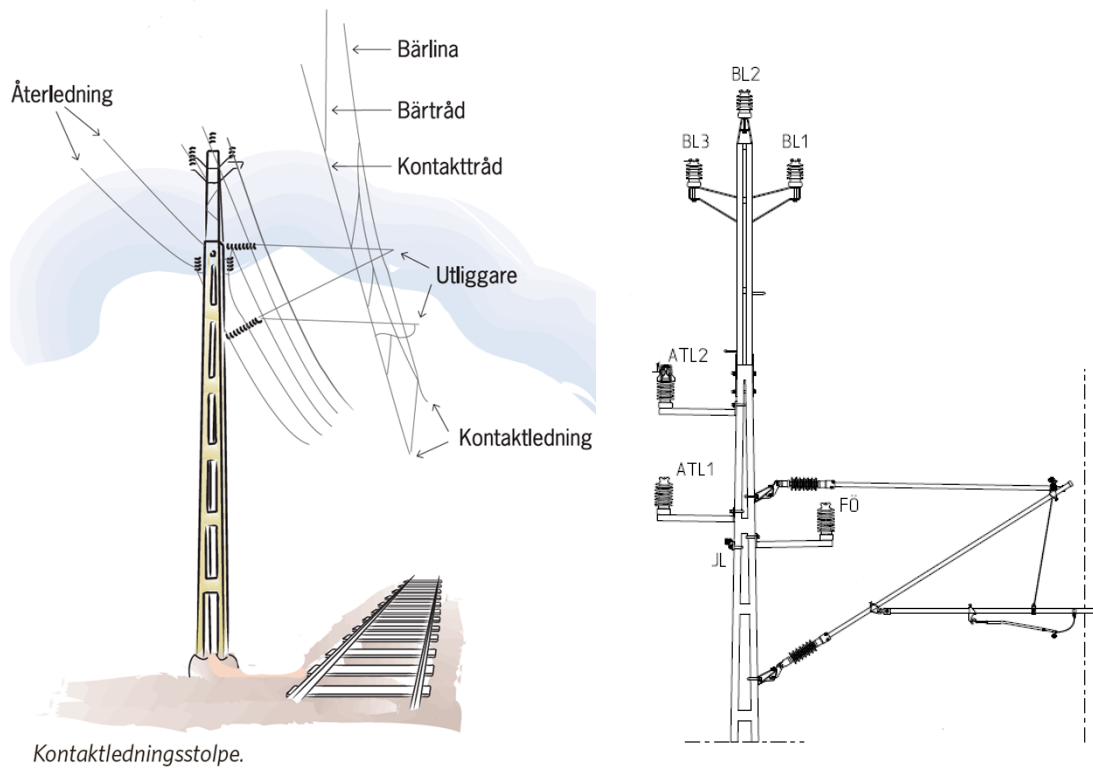 Bärlina
Återledning
Bärtråd
Kontakttråd
Utliggare
Kontaktledning
Kontaktledningsstolpe.
BL2
BL3
BL1
ATL2
ATL1
FÖ
JL